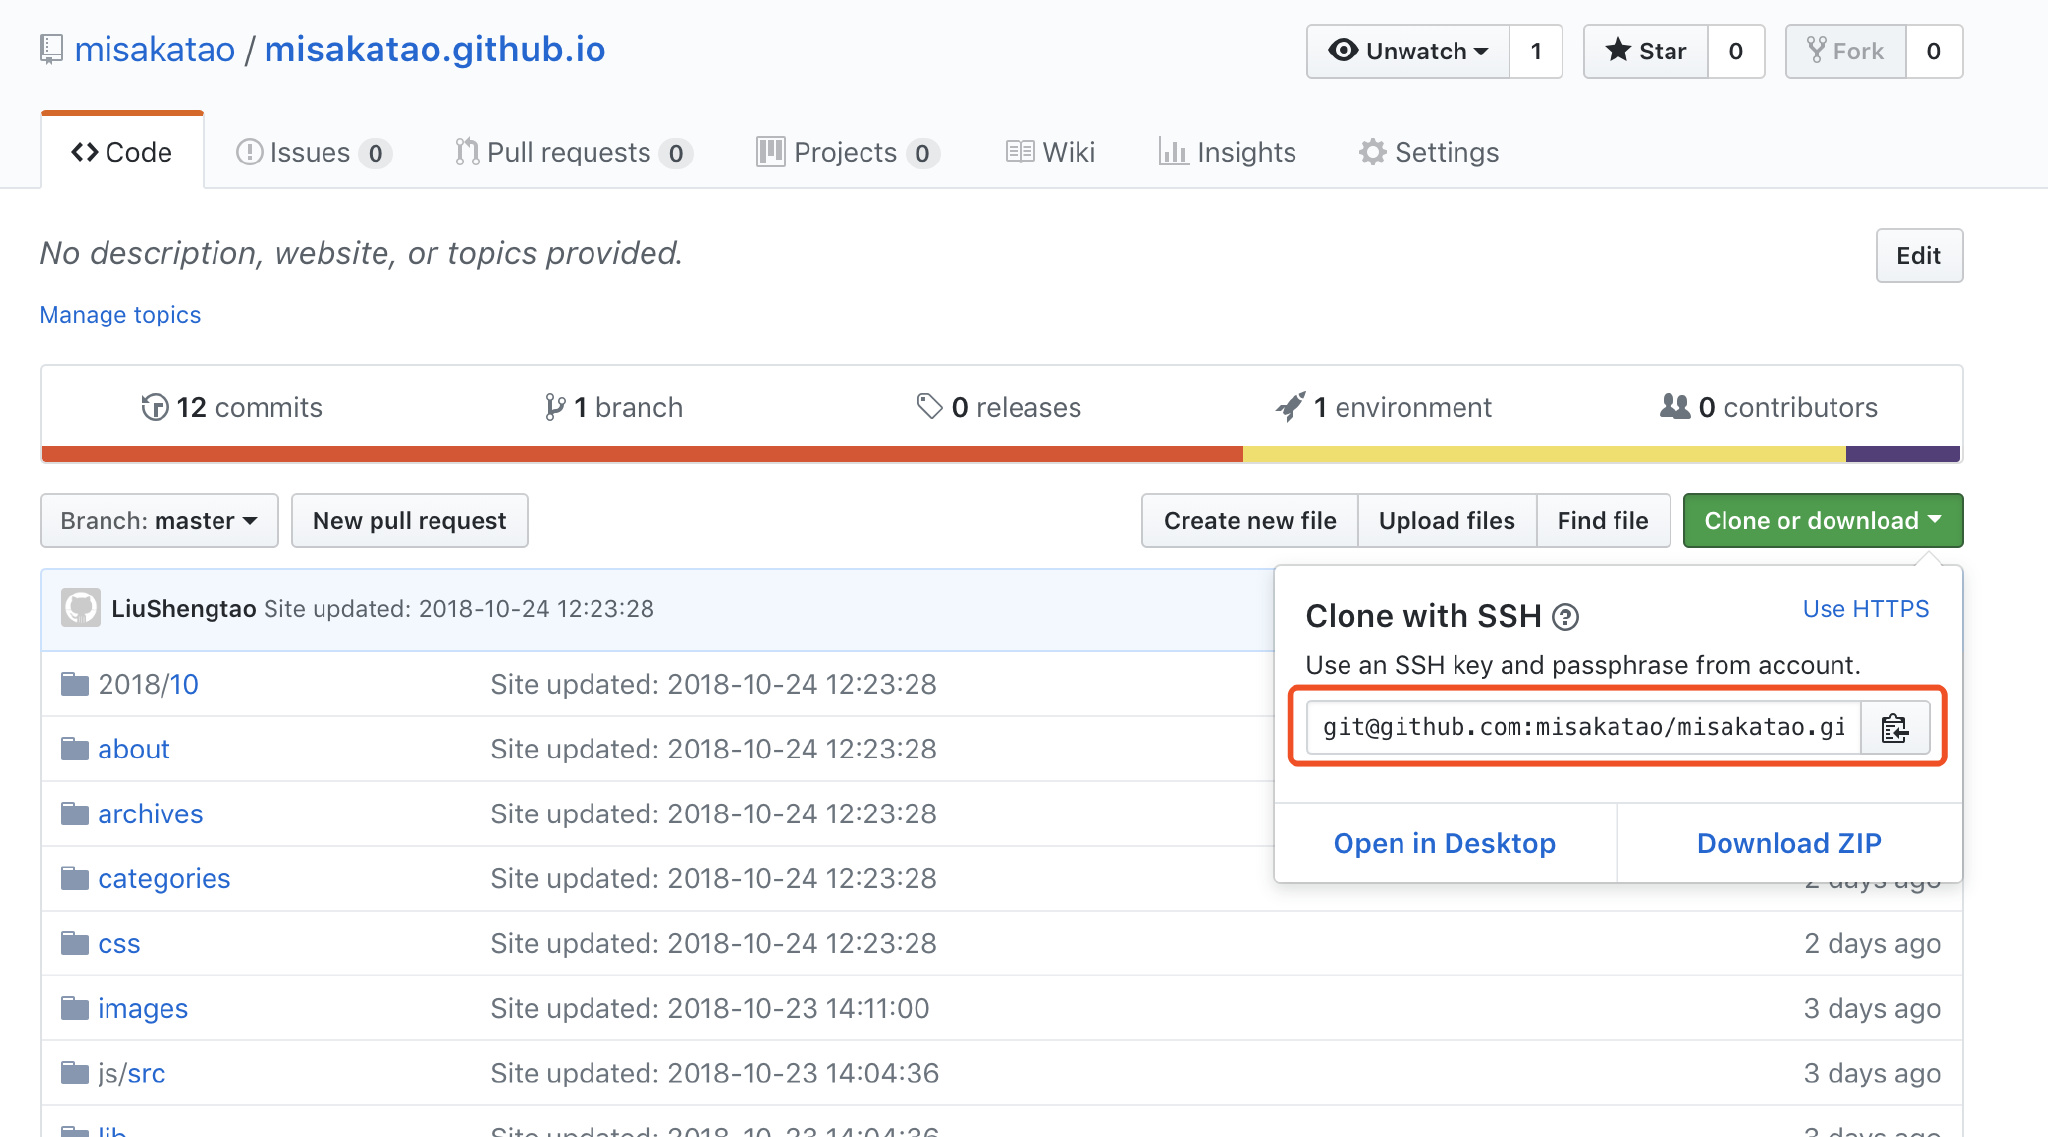 misakatao / misakatao.github.io
Unwatch 1
Star 0
Fork 0
Code
Issues 0
Pull requests 0
Projects 0
Wiki
Insights
Settings
No description, website, or topics provided.
Edit
Manage topics
12 commits
1 branch
0 releases
1 environment
0 contributors
Branch: master
New pull request
Create new file
Upload files
Find file
Clone or download
LiuShengtao Site updated: 2018-10-24 12:23:28
Clone with SSH
Use HTTPS
Use an SSH key and passphrase from account.
git@github.com:misakatao/misakatao.gi
Open in Desktop
Download ZIP
2018/10 Site updated: 2018-10-24 12:23:28
about Site updated: 2018-10-24 12:23:28
archives Site updated: 2018-10-24 12:23:28
categories Site updated: 2018-10-24 12:23:28 2 days ago
css Site updated: 2018-10-24 12:23:28 2 days ago
images Site updated: 2018-10-23 14:11:00 3 days ago
js/src Site updated: 2018-10-23 14:04:36 3 days ago
lib Site updated: 2018-10-23 14:04:36 3 days ago